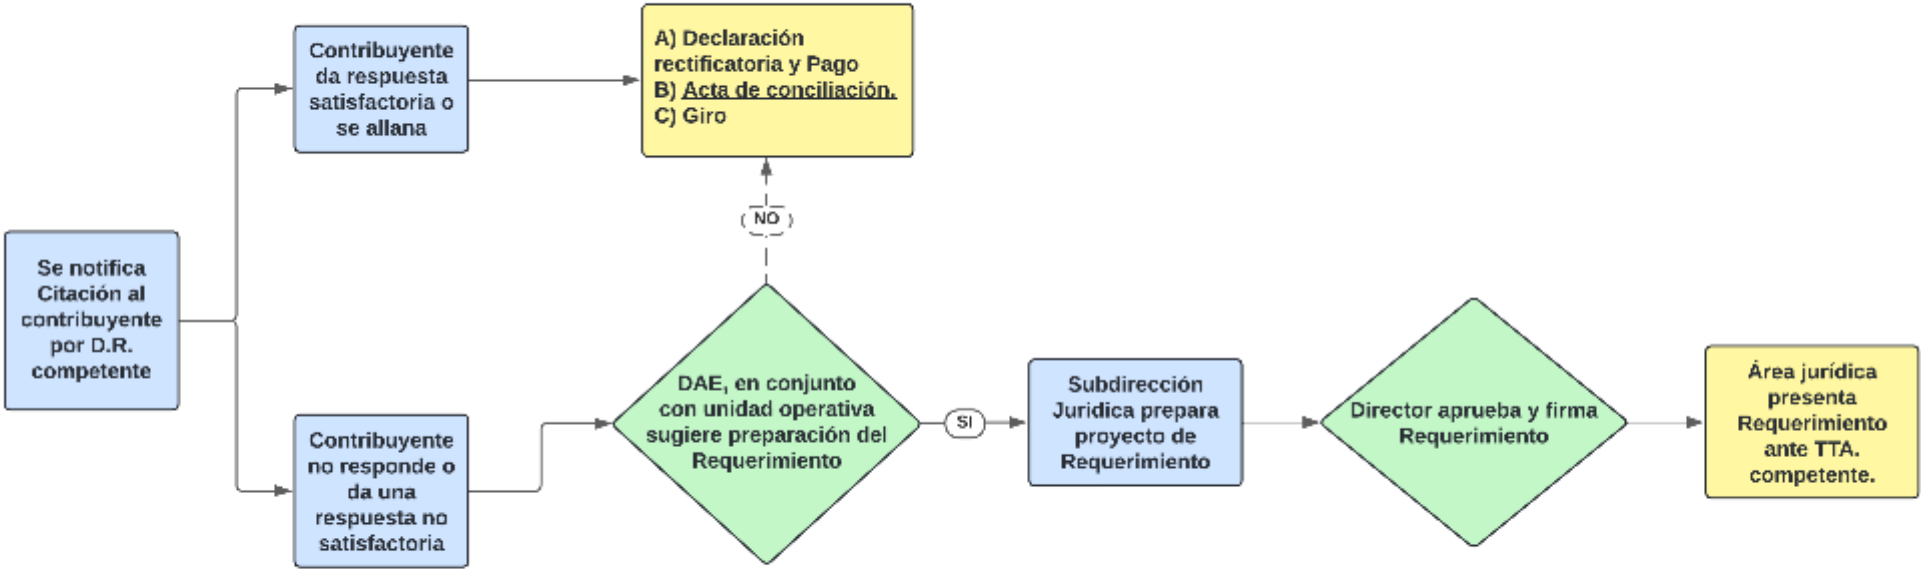 Se notifica
Citación al
contribuyente
por D.R.
competente
Contribuyente
da respuesta
satisfactoria o
se allana
A) Declaración
rectificatoria y Pago
B) Acta de conciliación.
C) Giro
NO
Contribuyente
no responde o
da una
respuesta no
satisfactoria
DAE, en conjunto
con unidad operativa
sugiere preparación del
Requerimiento
SI
Subdirección
Juridica prepara
proyecto de
Requerimiento
Director aprueba y firma
Requerimiento
Área jurídica
presenta
Requerimiento
ante TTA.
competente.